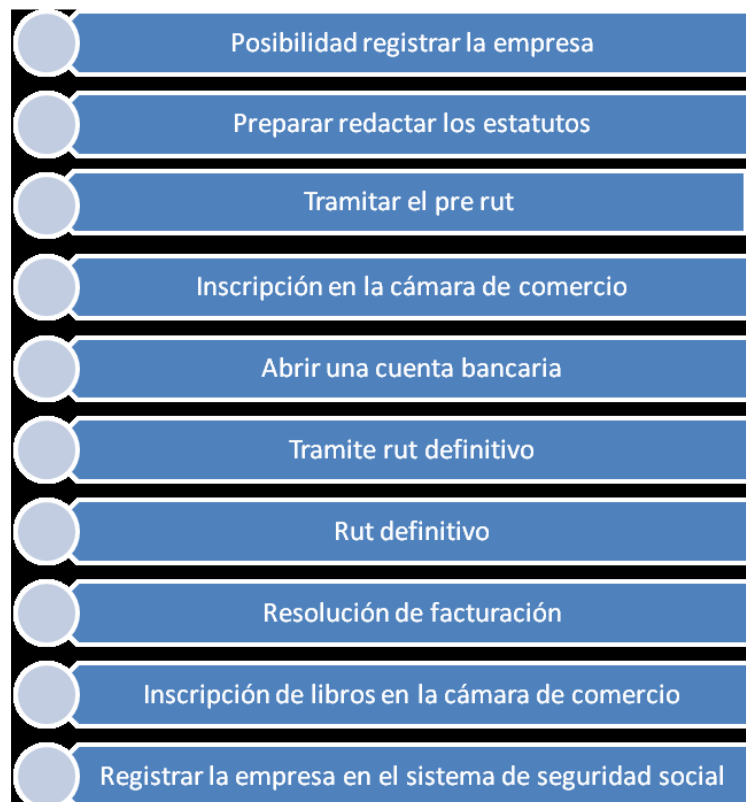 Posibilidad registrar la empresa
Preparar redactar los estatutos
Tramitar el pre rut
Inscripción en la cámara de comercio
Abrir una cuenta bancaria
Tramite rut definitivo
Rut definitivo
Resolución de facturación
Inscripción de libros en la cámara de comercio
Registrar la empresa en el sistema de seguridad social